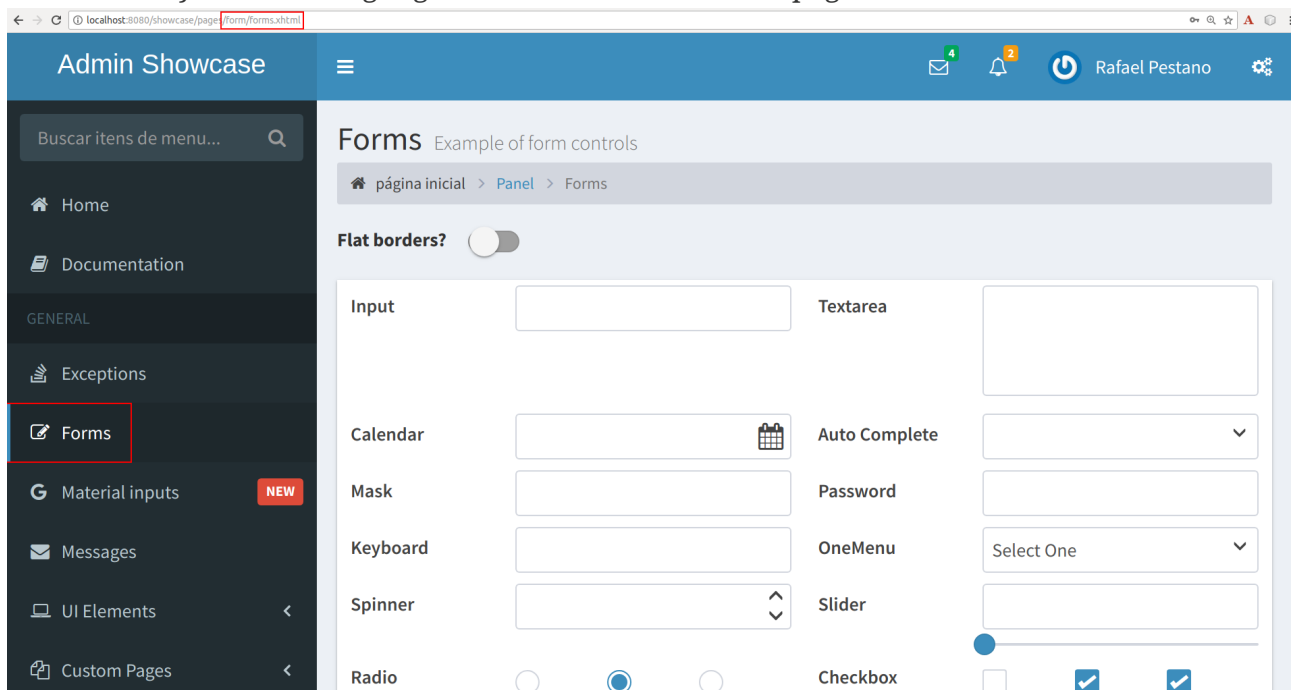 localhost:8080/showcase/pages/form/forms.xhtml
A
Admin Showcase
4
2
Rafael Pestano
Buscar itens de menu...
Forms Example of form controls
página inicial > Panel > Forms
Home
Flat borders?
Documentation
GENERAL
Input
Textarea
Exceptions
Forms
Calendar
Auto Complete
G Material inputs NEW
Mask
Password
Messages
Keyboard
OneMenu
Select One
UI Elements
Spinner
Slider
Custom Pages
Radio
Checkbox